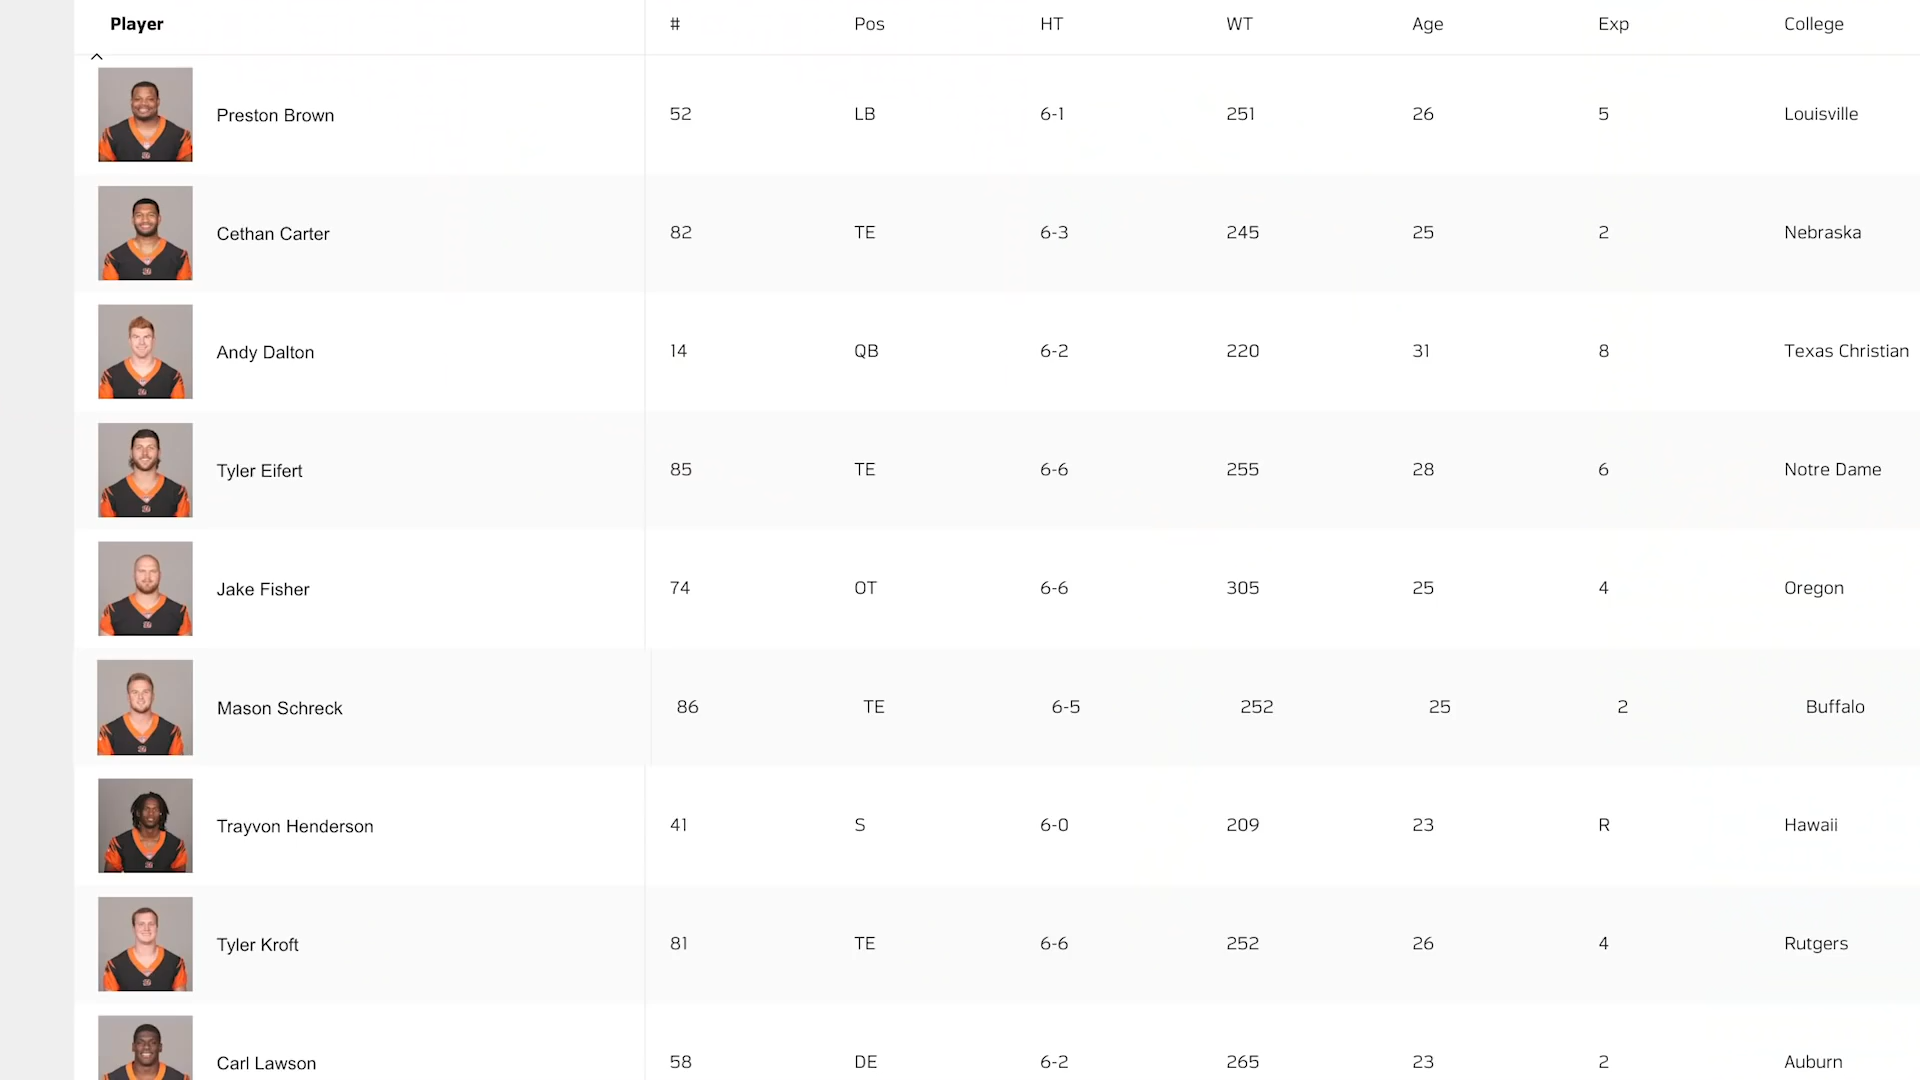 Player # Pos HT WT Age Exp College
Preston Brown 52 LB 6-1 251 26 5 Louisville
Cethan Carter 82 TE 6-3 245 25 2 Nebraska
Andy Dalton 14 QB 6-2 220 31 8 Texas Christian
Tyler Eifert 85 TE 6-6 255 28 6 Notre Dame
Jake Fisher 74 OT 6-6 305 25 4 Oregon
Mason Schreck 86 TE 6-5 252 25 2 Buffalo
Trayvon Henderson 41 S 6-0 209 23 R Hawaii
Tyler Kroft 81 TE 6-6 252 26 4 Rutgers
Carl Lawson 58 DE 6-2 265 23 2 Auburn